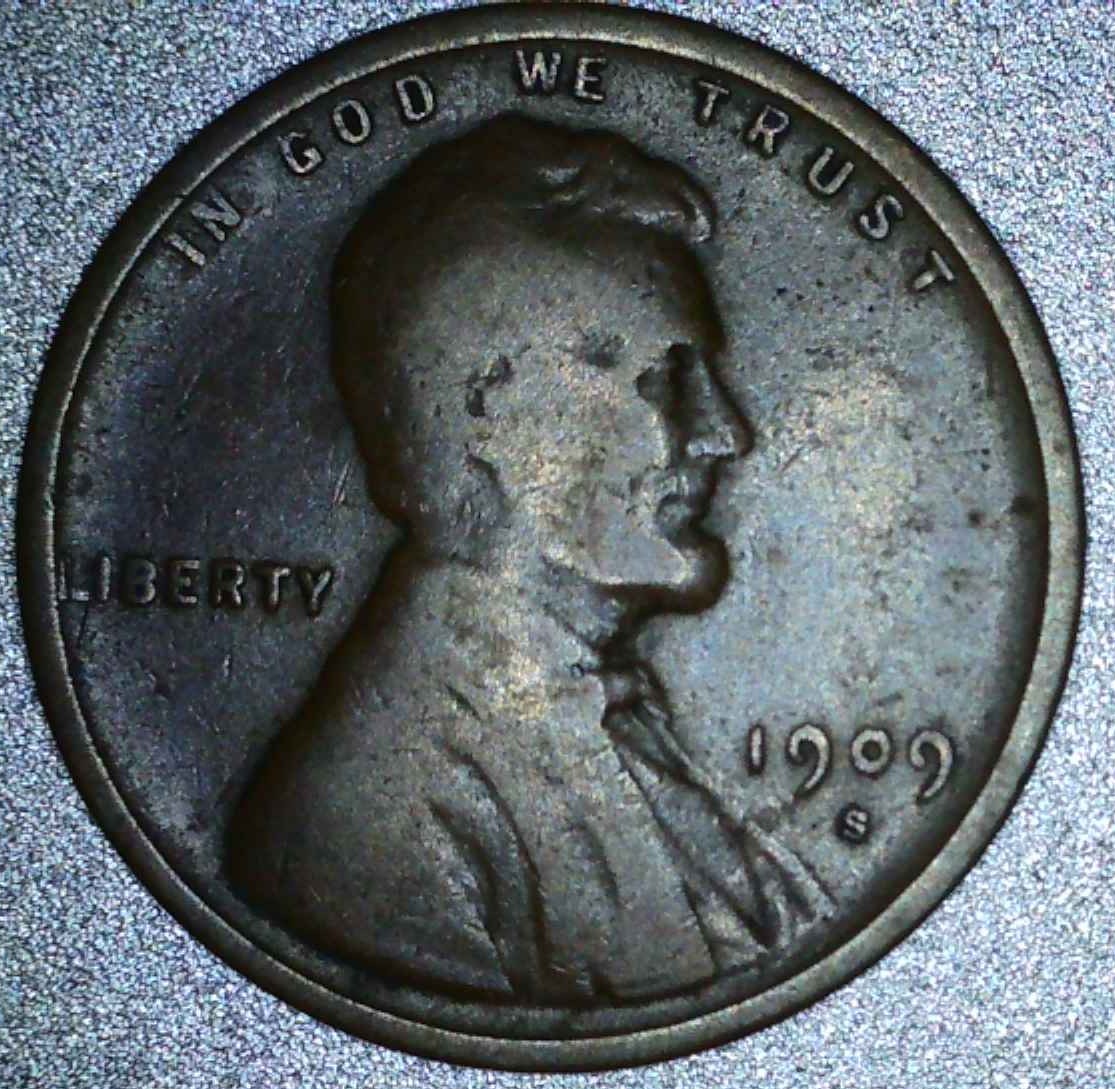 IN GOD WE TRUST
LIBERTY
1909
S